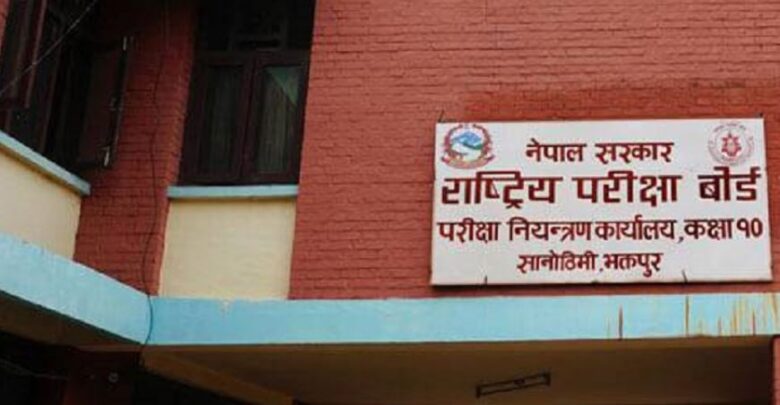 नेपाल सरकार
राष्ट्रिय परीक्षा बोर्ड
परीक्षा नियन्त्रण कार्यालय, कक्षा १०
सानोठिमी, भक्तपुर